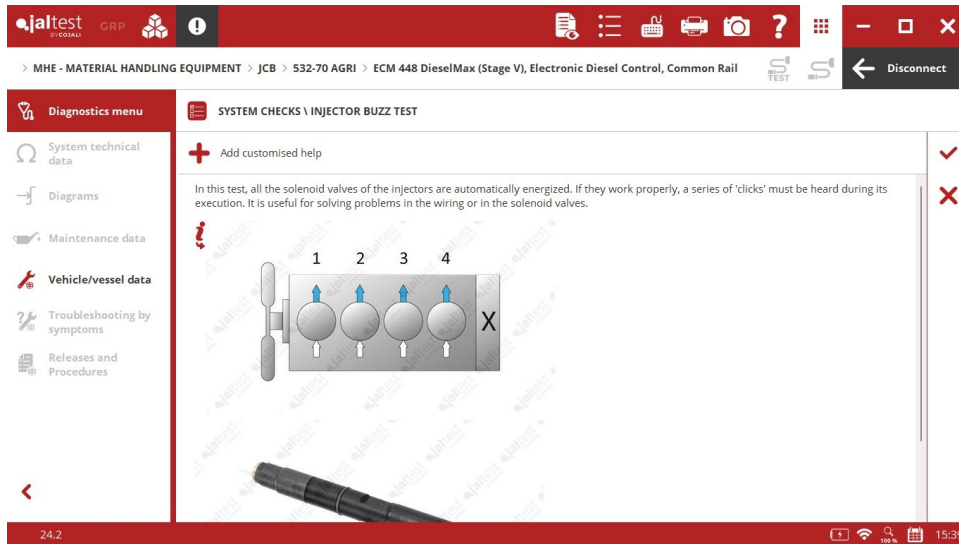 jaltest GRP
BY COJALI
TEST
> MHE - MATERIAL HANDLING EQUIPMENT > JCB > 532-70 AGRI > ECM 448 DieselMax (Stage V), Electronic Diesel Control, Common Rail
Disconnect
Diagnostics menu
SYSTEM CHECKS \ INJECTOR BUZZ TEST
System technical
data
Add customised help
Diagrams
Maintenance data
Vehicle/vessel data
Troubleshooting by
symptoms
Releases and
Procedures
In this test, all the solenoid valves of the injectors are automatically energized. If they work properly, a series of 'clicks' must be heard during its
execution. It is useful for solving problems in the wiring or in the solenoid valves.
1 2 3 4
X
24.2
100 %
15:39